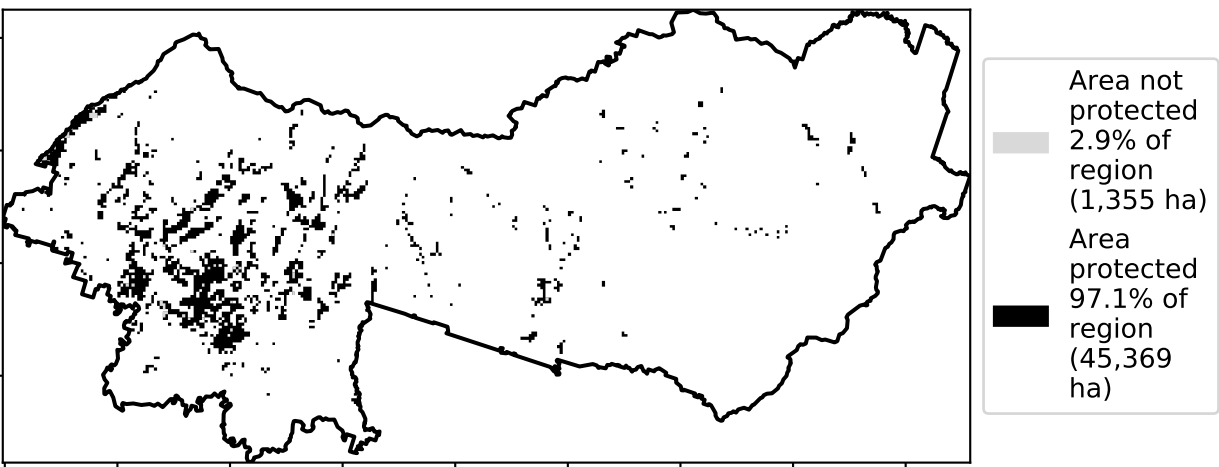 Area not
protected
2.9% of
region
(1,355 ha)
Area
protected
97.1% of
region
(45,369
ha)